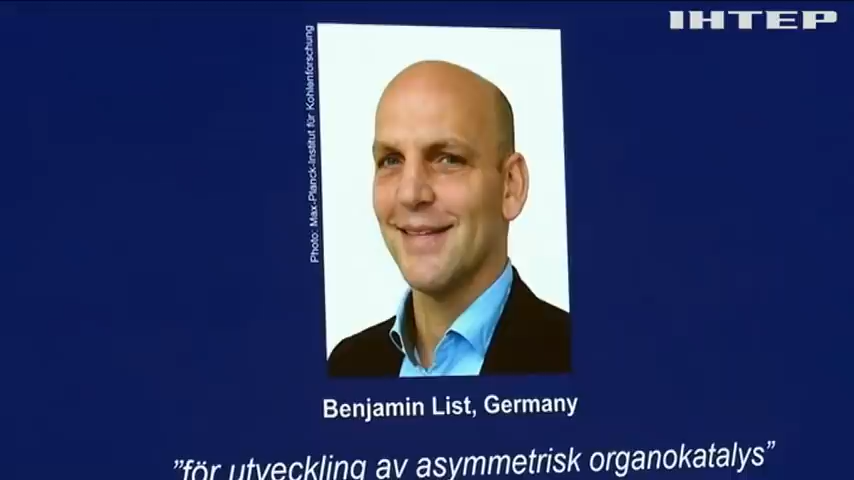 ІНТЕР
Photo: Max-Planck-Institut für Kohlenforschung
Benjamin List, Germany
"för utveckling av asymmetrisk organokatalys"